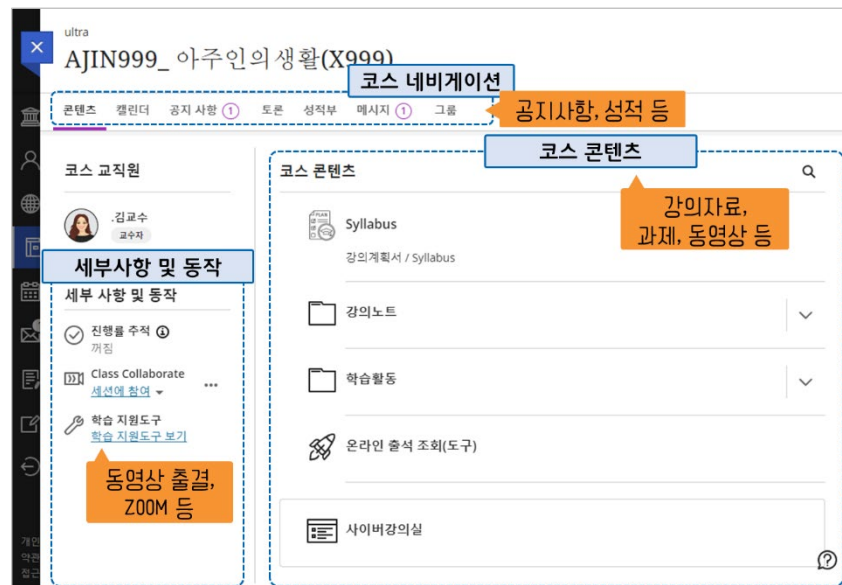 ultra
AJIN999_ 아주인의생활(X999)
코스 네비게이션
콘텐츠 캘린더 공지 사항 1 토론 성적부 메시지 1 그룹
공지사항, 성적 등
코스 교직원
.김교수
교수자
세부사항 및 동작
세부 사항 및 동작
진행률 추적
꺼짐
Class Collaborate
세션에 참여
학습 지원도구
학습 지원도구 보기
동영상 출결,
ZOOM 등
코스 콘텐츠
코스 콘텐츠
강의자료,
과제, 동영상 등
Syllabus
강의계획서 / Syllabus
강의노트
학습활동
온라인 출석 조회(도구)
사이버강의실
개인
약관
접근